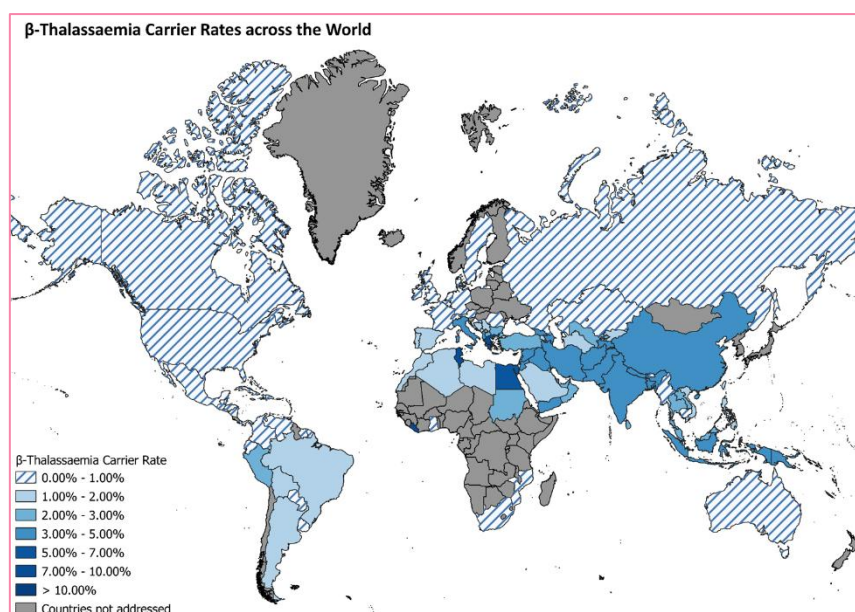 β-Thalassaemia Carrier Rates across the World
β-Thalassaemia Carrier Rate
0.00% - 1.00%
1.00% - 2.00%
2.00% - 3.00%
3.00% - 5.00%
5.00% - 7.00%
7.00% - 10.00%
> 10.00%
Countries not addressed